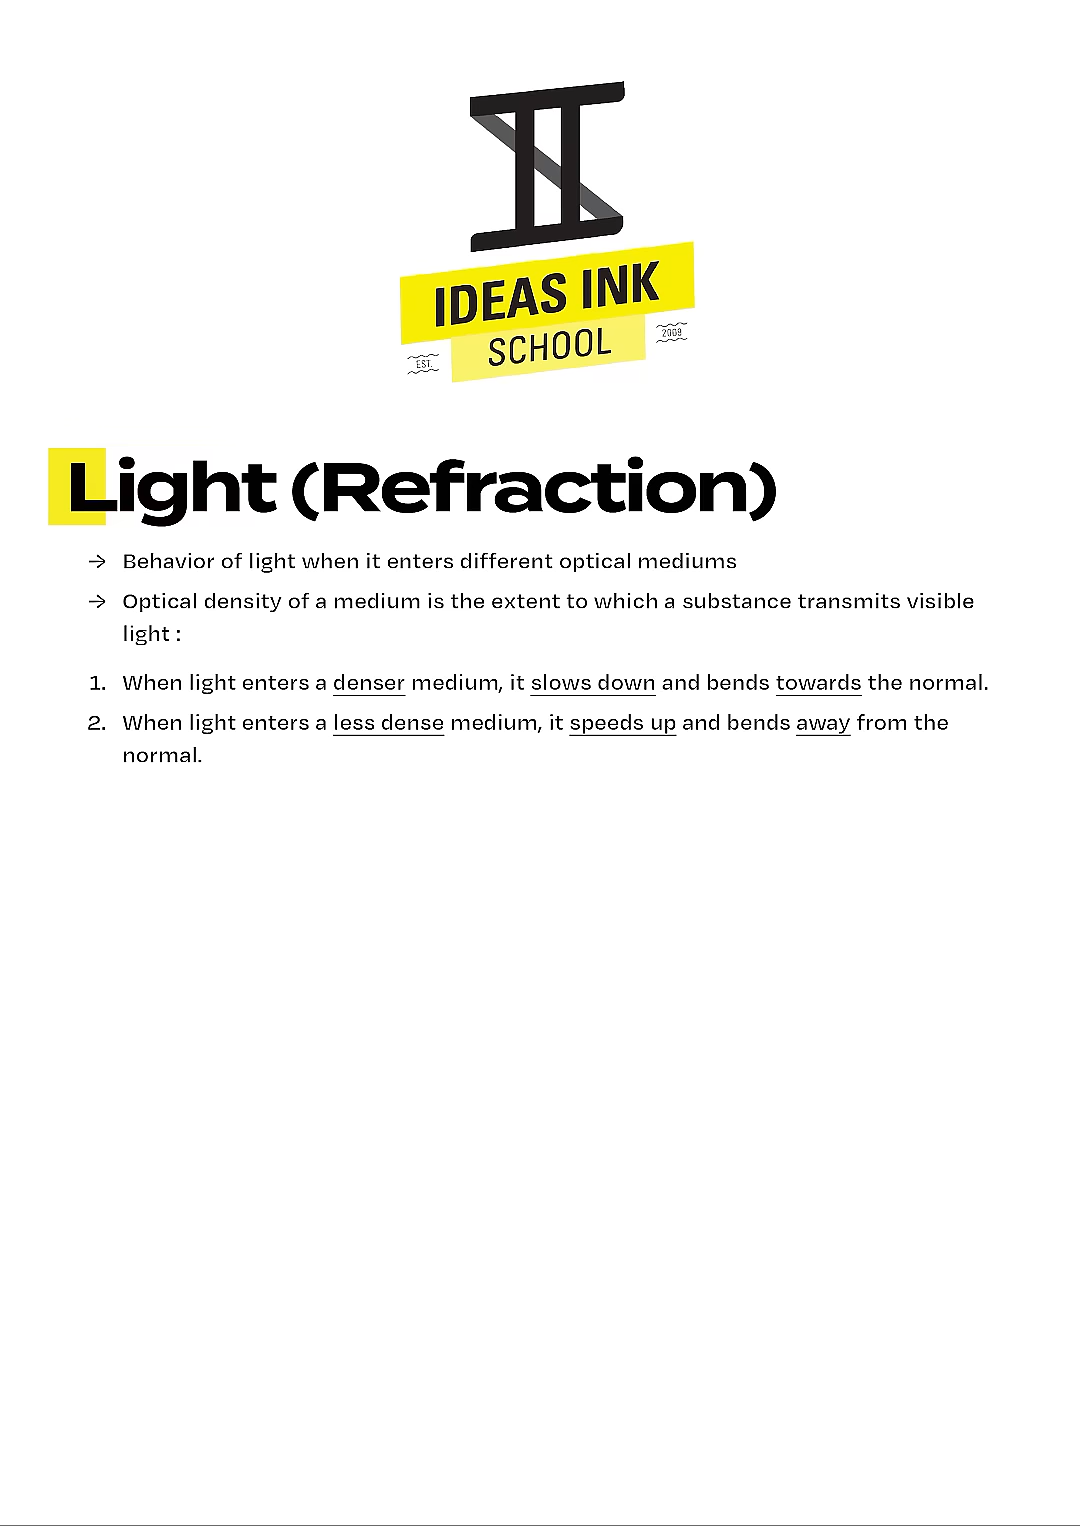 IDEAS INK
SCHOOL
EST.
2009
Light (Refraction)
→ Behavior of light when it enters different optical mediums
→ Optical density of a medium is the extent to which a substance transmits visible
light :
1. When light enters a denser medium, it slows down and bends towards the normal.
2. When light enters a less dense medium, it speeds up and bends away from the
normal.